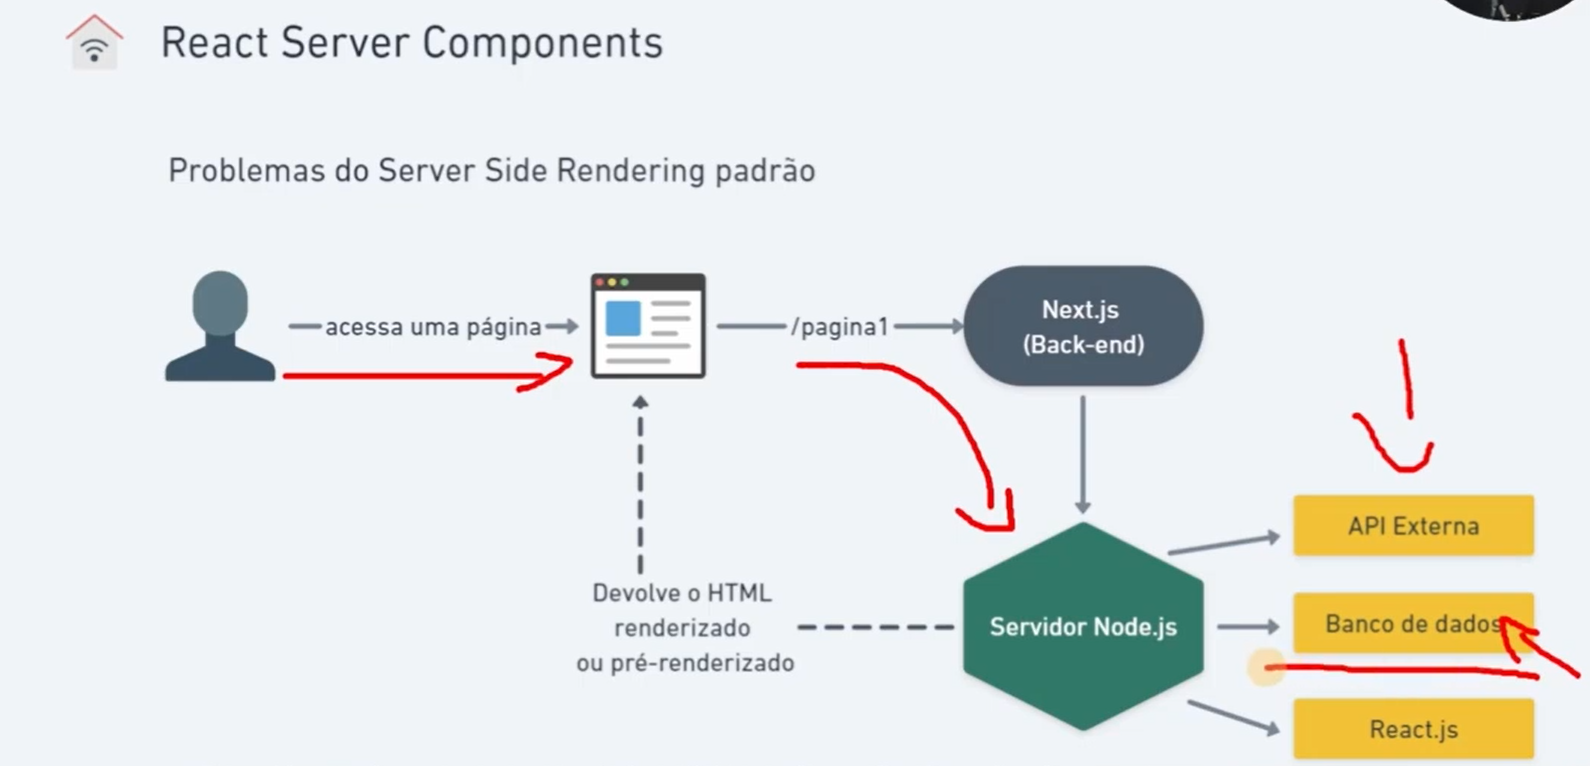 React Server Components
Problemas do Server Side Rendering padrão
acessa uma página
/pagina1
Next.js
(Back-end)
API Externa
Devolve o HTML
renderizado
ou pré-renderizado
Servidor Node.js
Banco de dados
React.js